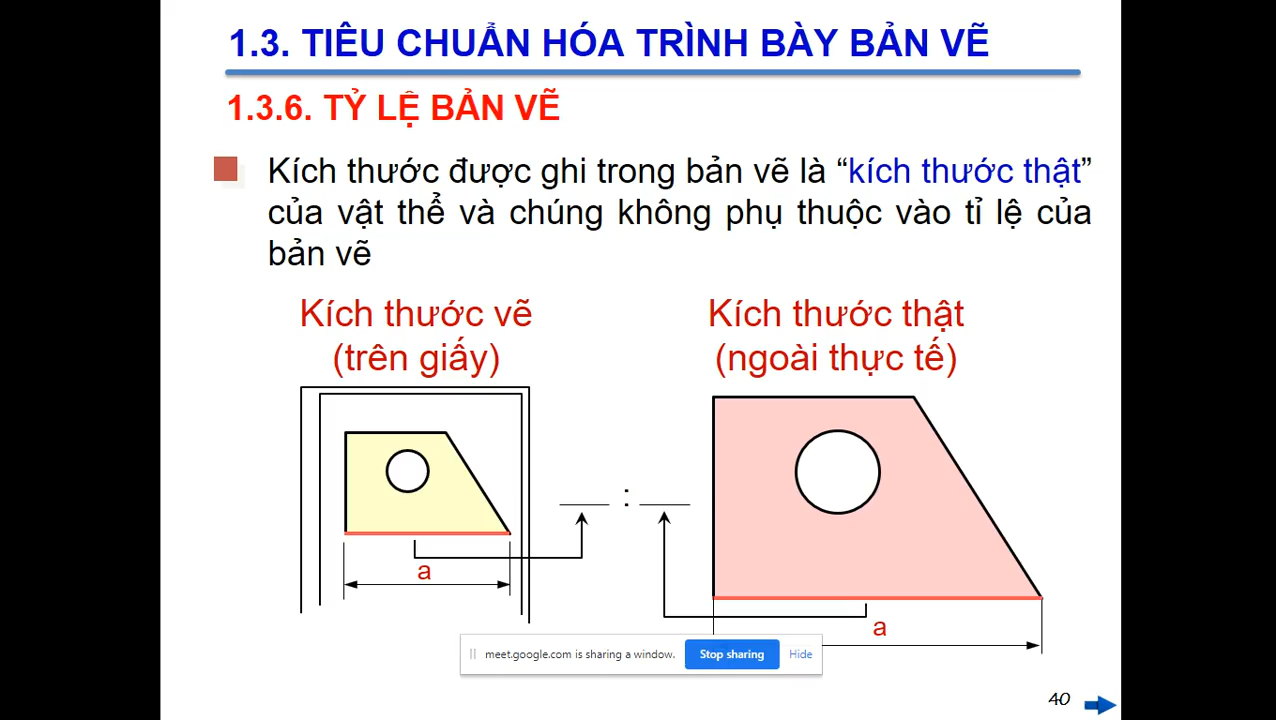 1.3. TIÊU CHUẨN HÓA TRÌNH BÀY BẢN VẼ
1.3.6. TỶ LỆ BẢN VẼ
Kích thước được ghi trong bản vẽ là “kích thước thật”
của vật thể và chúng không phụ thuộc vào tỉ lệ của
bản vẽ
Kích thước vẽ
(trên giấy)
Kích thước thật
(ngoài thực tế)
:
a
a
meet.google.com is sharing a window.
Stop sharing
Hide
40